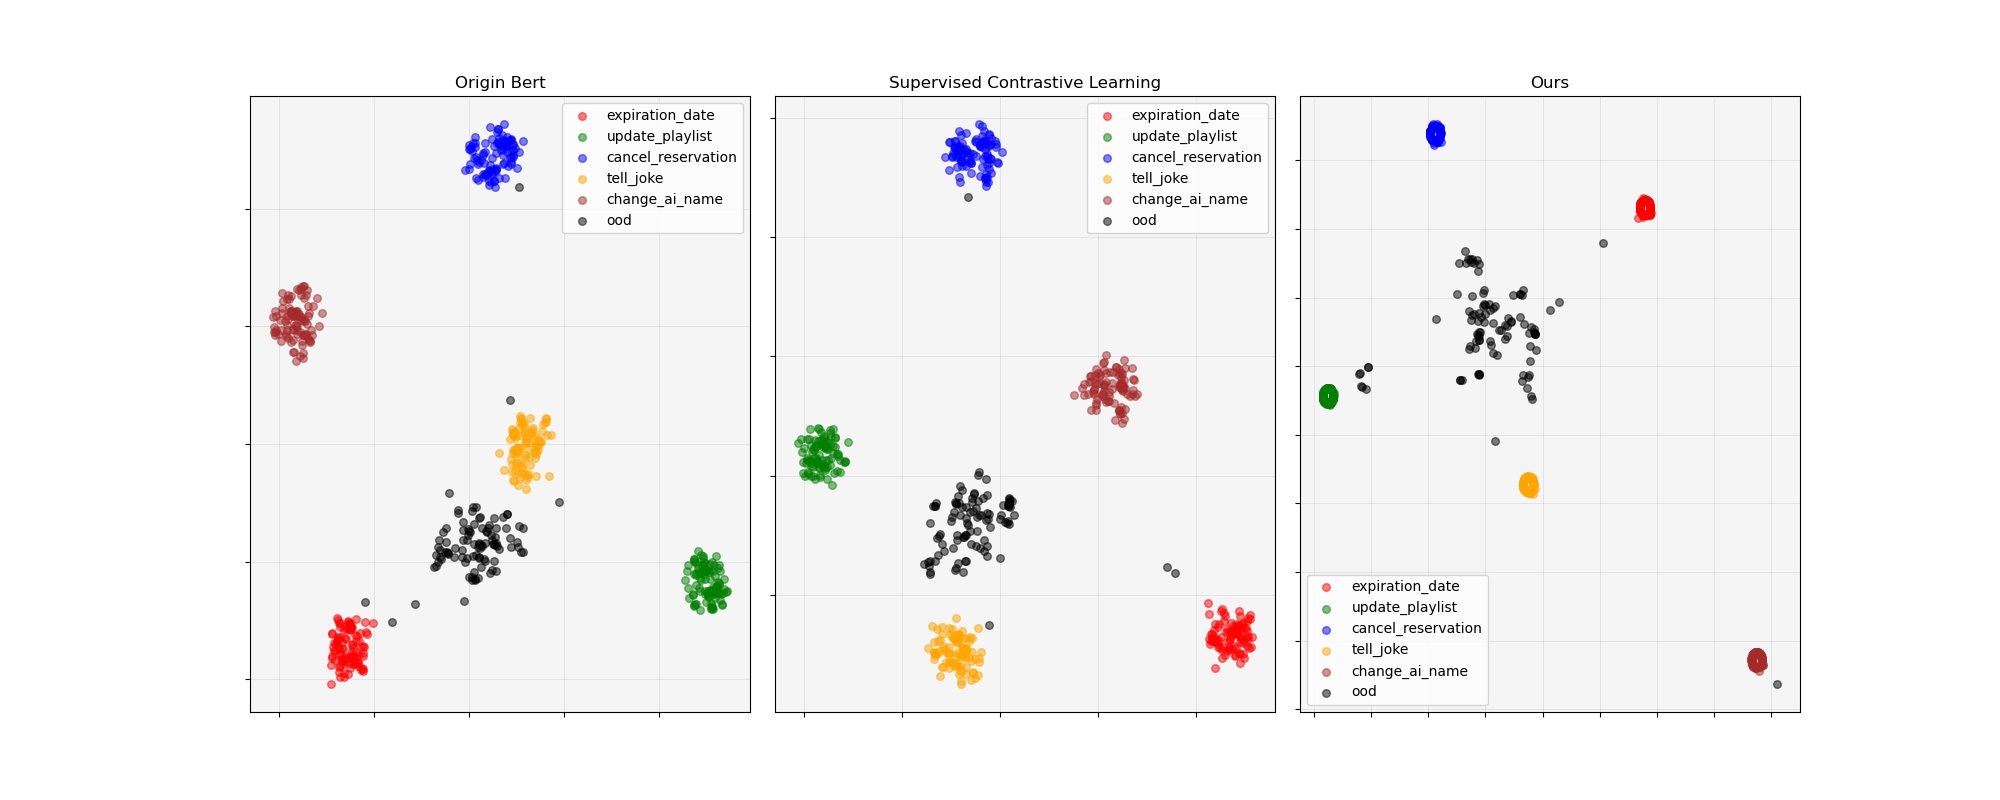 Origin Bert
expiration_date
update_playlist
cancel_reservation
tell_joke
change_ai_name
ood
Supervised Contrastive Learning
expiration_date
update_playlist
cancel_reservation
tell_joke
change_ai_name
ood
Ours
expiration_date
update_playlist
cancel_reservation
tell_joke
change_ai_name
ood